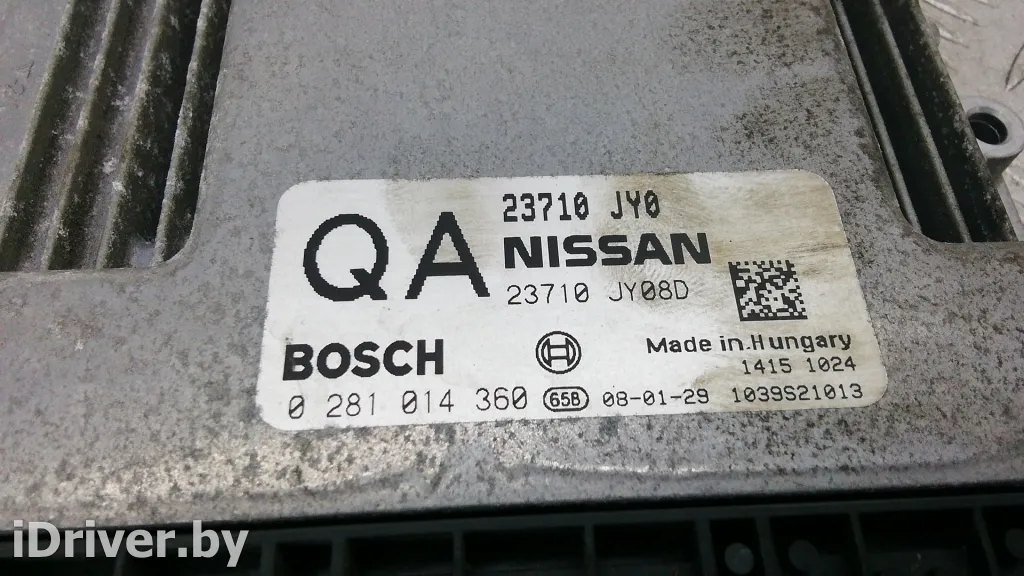 23710 JY0
QA NISSAN
23710 JY08D
BOSCH
Made in.Hungary
1415 1024
0 281 014 360 65B 08-01-29 1039S21013
iDriver.by